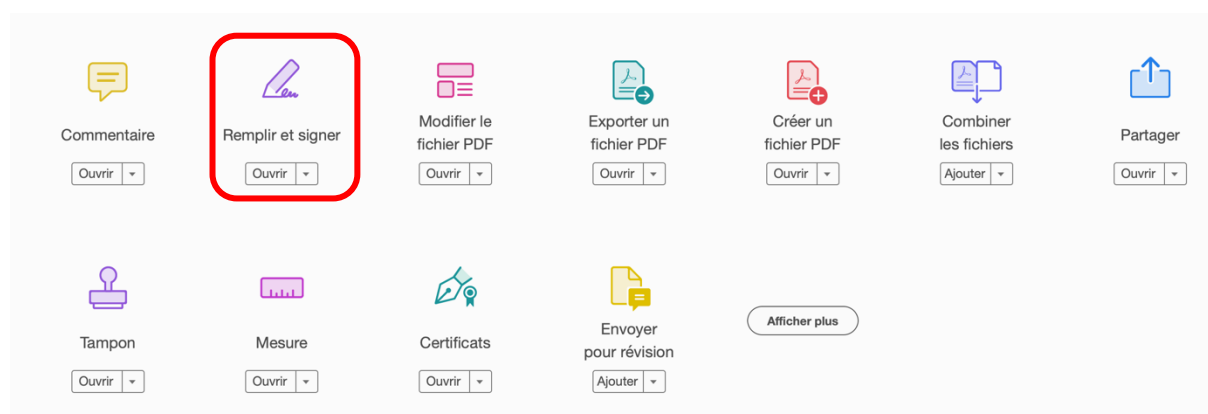 Commentaire
Ouvrir
Remplir et signer
Ouvrir
Modifier le
fichier PDF
Ouvrir
Exporter un
fichier PDF
Ouvrir
Créer un
fichier PDF
Ouvrir
Combiner
les fichiers
Ajouter
Partager
Ouvrir
Tampon
Ouvrir
Mesure
Ouvrir
Certificats
Ouvrir
Envoyer
pour révision
Ajouter
Afficher plus